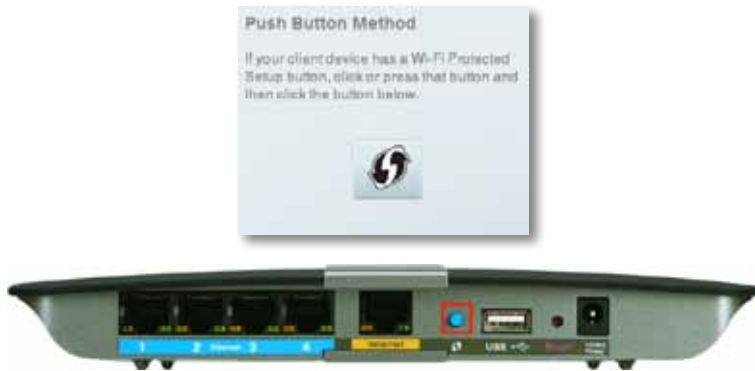 Push Button Method
If your client device has a Wi-Fi Protected
Setup button, click or press that button and
then click the button below.
1 2 Ethernet 3 4
INTERNET
USB
Reset